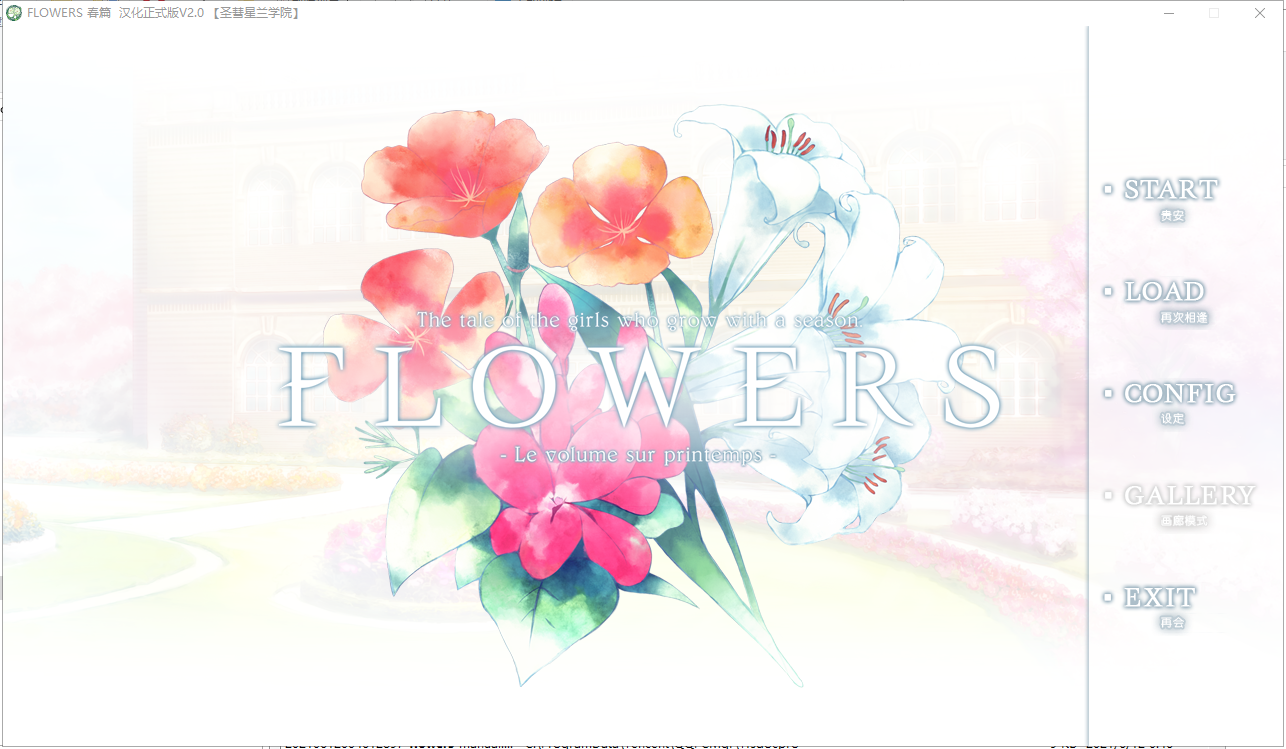 FLOWERS 春篇 汉化正式版V2.0 【圣彗星兰学院】
The tale of the girls who grow with a season.
FLOWERS
- Le volume sur printemps -
START
贵安
LOAD
再次相逢
CONFIG
设定
GALLERY
画廊模式
EXIT
再会